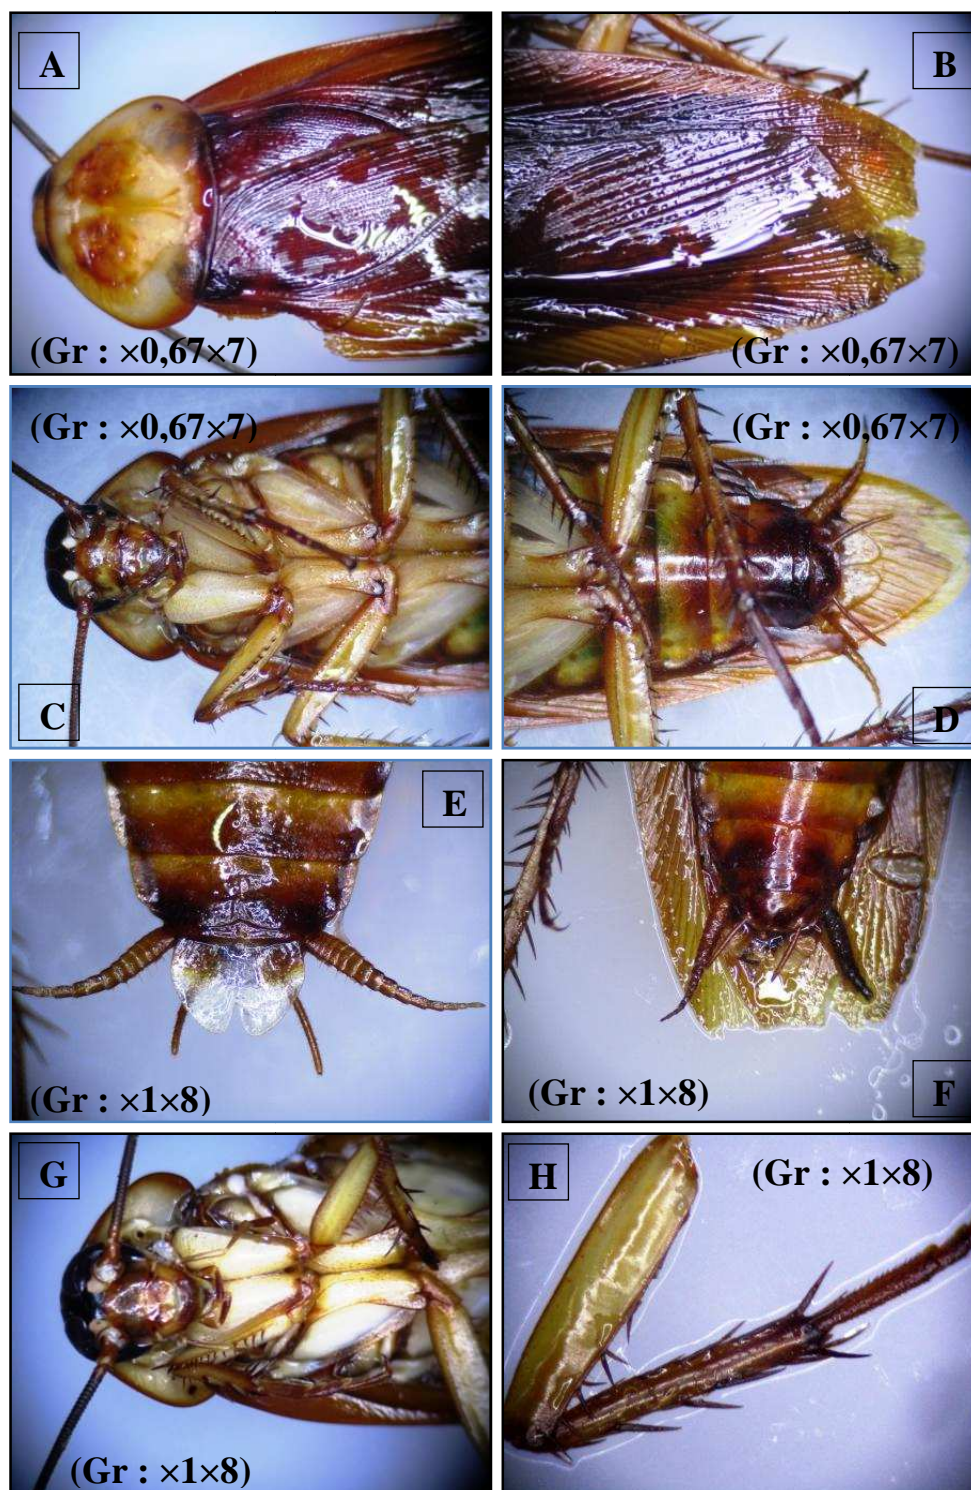 A
B
(Gr : ×0,67×7)
(Gr : ×0,67×7)
(Gr : ×0,67×7)
(Gr : ×0,67×7)
C
D
E
(Gr : ×1×8)
(Gr : ×1×8)
F
G
H
(Gr : ×1×8)
(Gr : ×1×8)